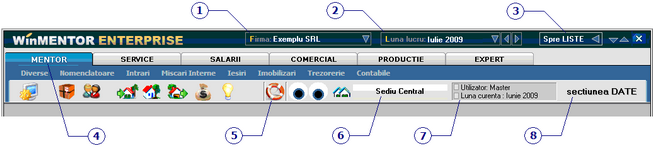 1 2 3
WINMENTOR ENTERPRISE Firma: Exemplu SRL Luna lucru: Iulie 2009 Spre LISTE
MENTOR SERVICE SALARII COMERCIAL PRODUCTIE EXPERT
Diverse Nomenclatoare Intrari Miscari Interne Iesiri Imobilizari Trezorerie Contabile
Sediu Central Utilizator: Master sectiunea DATE
Luna curenta : Iunie 2009
4 5 6 7 8